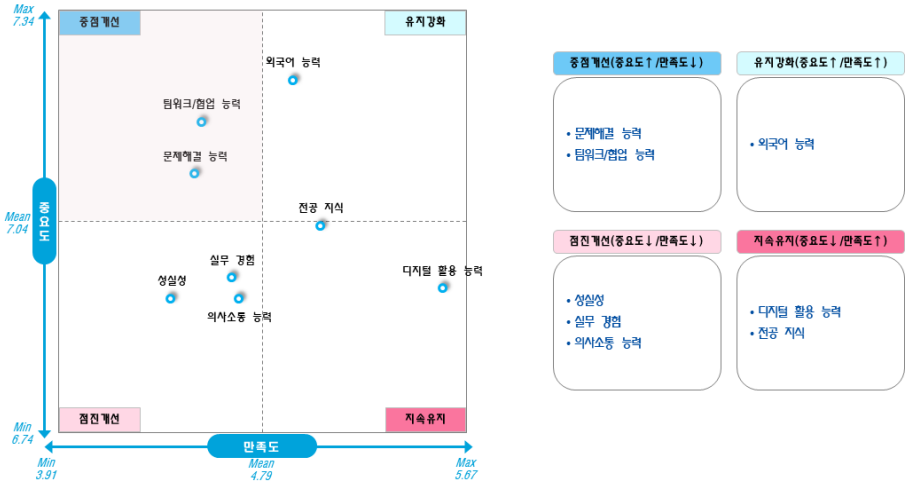 Max
7.34
중점개선
유지강화
외국어 능력
팀워크/협업 능력
문제해결 능력
전공 지식
Mean
7.04
중요도
실무 경험
성실성
디지털 활용 능력
의사소통 능력
점진개선
지속유지
Min
6.74
만족도
Min
3.91
Mean
4.79
Max
5.67
중점개선(중요도↑/만족도↓)
• 문제해결 능력
• 팀워크/협업 능력
유지강화(중요도↑/만족도↑)
• 외국어 능력
점진개선(중요도↓/만족도↓)
• 성실성
• 실무 경험
• 의사소통 능력
지속유지(중요도↓/만족도↑)
• 디지털 활용 능력
• 전공 지식